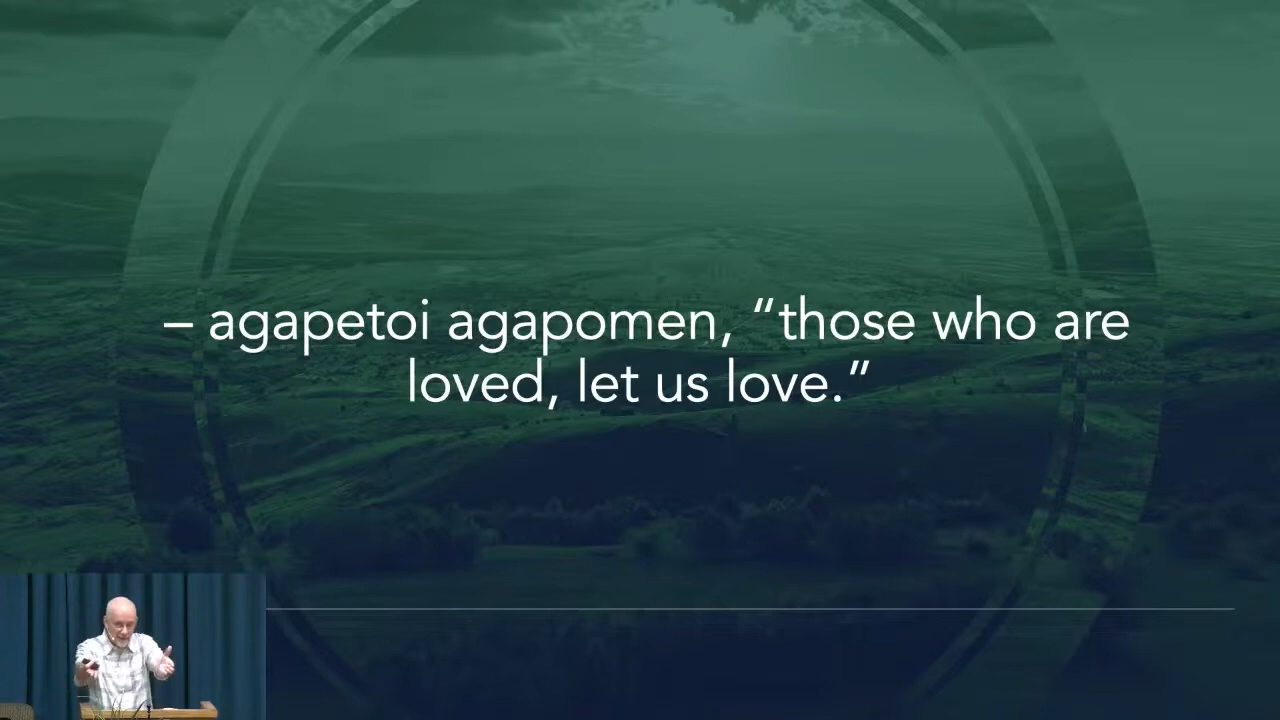 – agapetoi agapomen, “those who are
loved, let us love.”